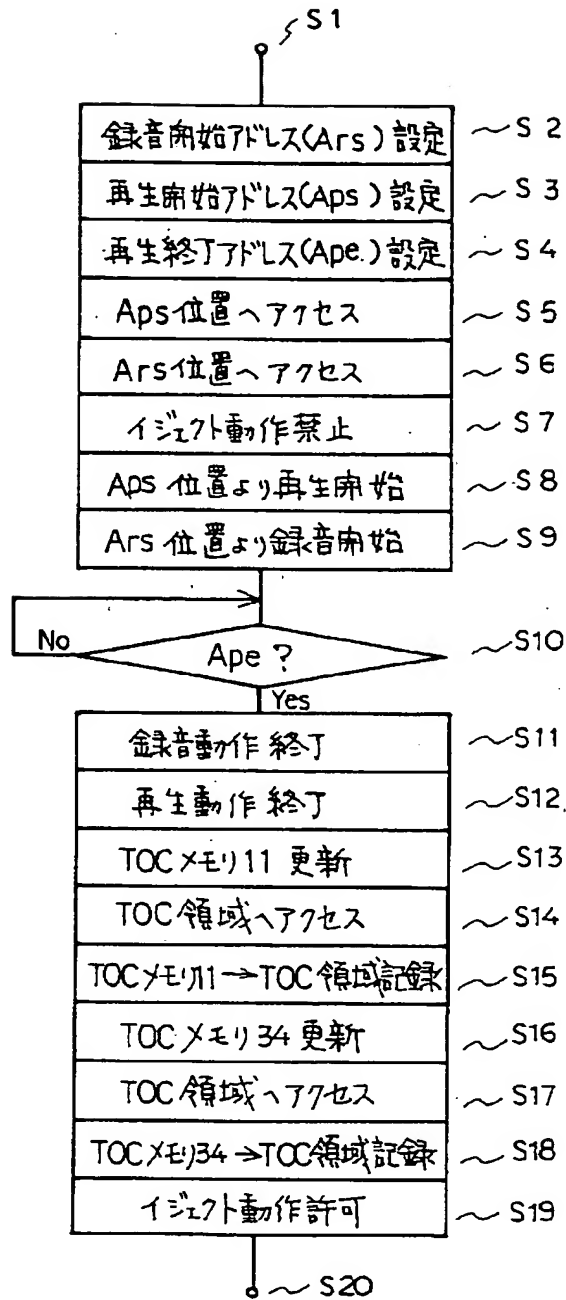 S1
録音開始アドレス(Ars)設定 S2
再生開始アドレス(Aps)設定 S3
再生終了アドレス(Ape.)設定 S4
Aps位置へアクセス S5
Ars位置へアクセス S6
イジェクト動作禁止 S7
Aps位置より再生開始 S8
Ars位置より録音開始 S9
No Ape? S10
Yes
録音動作終了 S11
再生動作終了 S12.
TOCメモリ11更新 S13
TOC領域へアクセス S14
TOCメモリ11→TOC領域記録 S15
TOCメモリ34更新 S16
TOC領域へアクセス S17
TOCメモリ34→TOC領域記録 S18
イジェクト動作許可 S19
S20